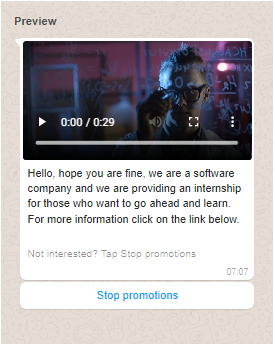 Preview
0:00 / 0:29
Hello, hope you are fine, we are a software
company and we are providing an internship
for those who want to go ahead and learn.
For more information click on the link below.
Not interested? Tap Stop promotions
07:07
Stop promotions